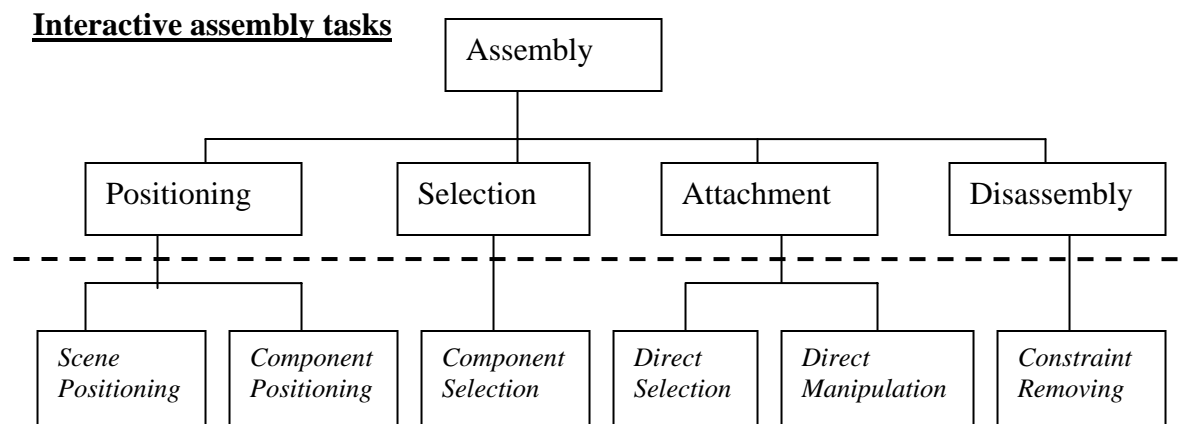 Interactive assembly tasks
Assembly
Positioning
Selection
Attachment
Disassembly
Scene
Positioning
Component
Positioning
Component
Selection
Direct
Selection
Direct
Manipulation
Constraint
Removing